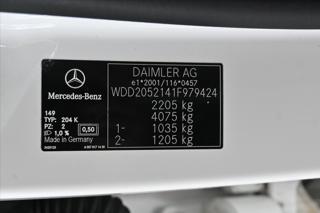 DAIMLER AG
e1*2001/116*0457
WDD2052141F979424
2205 kg
4075 kg
1- 1035 kg
2- 1205 kg
Mercedes-Benz
149
TYP: 204 K
PZ: 2
1,0 % 0,50
Made in Germany